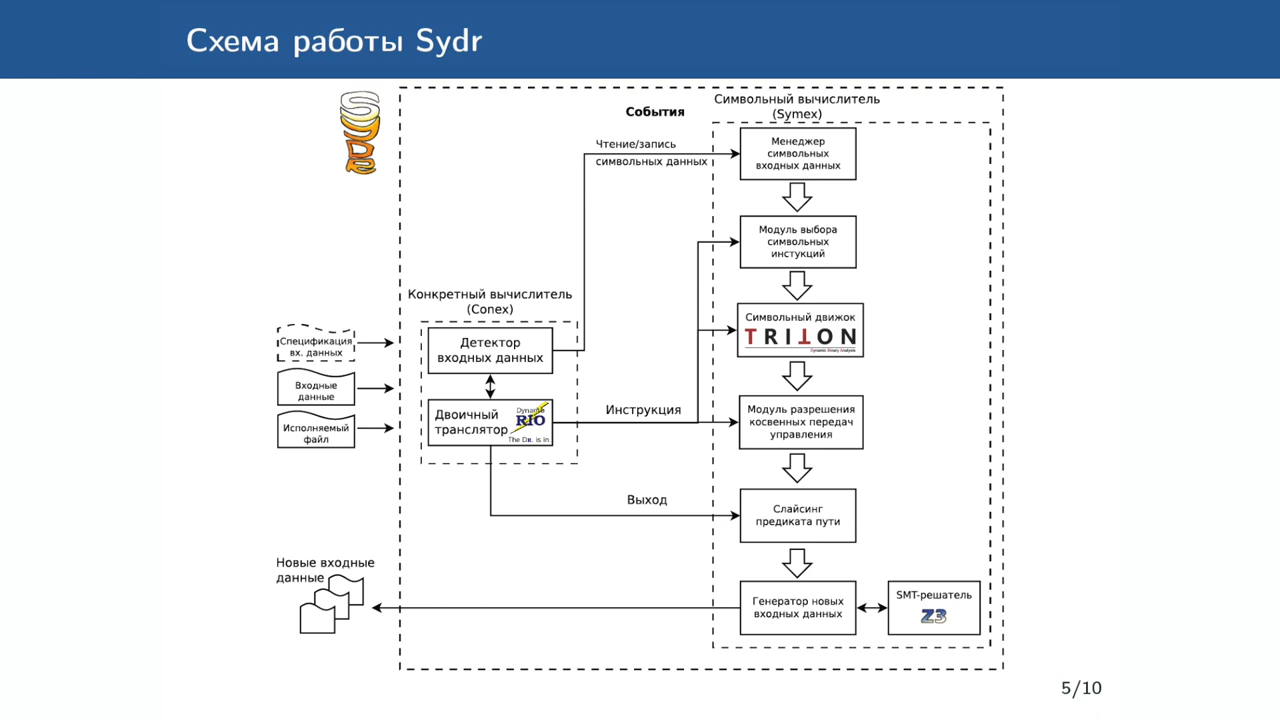 Схема работы Sydr
SYDR
События
Символьный вычислитель
(Symex)
Чтение/запись
символьных данных
Менеджер
символьных
входных данных
Модуль выбора
символьных
инстукций
Конкретный вычислитель
(Conex)
Символьный движок
TRITON
Dynamic Binary Analysis
Спецификация
вх. данных
Детектор
входных данных
Входные
данные
Исполняемый
файл
Двоичный
транслятор
Dynamo
RIO
The DR. is in.
Инструкция
Модуль разрешения
косвенных передач
управления
Выход
Слайсинг
предиката пути
Новые входные
данные
Генератор новых
входных данных
SMT-решатель
Z3
5/10